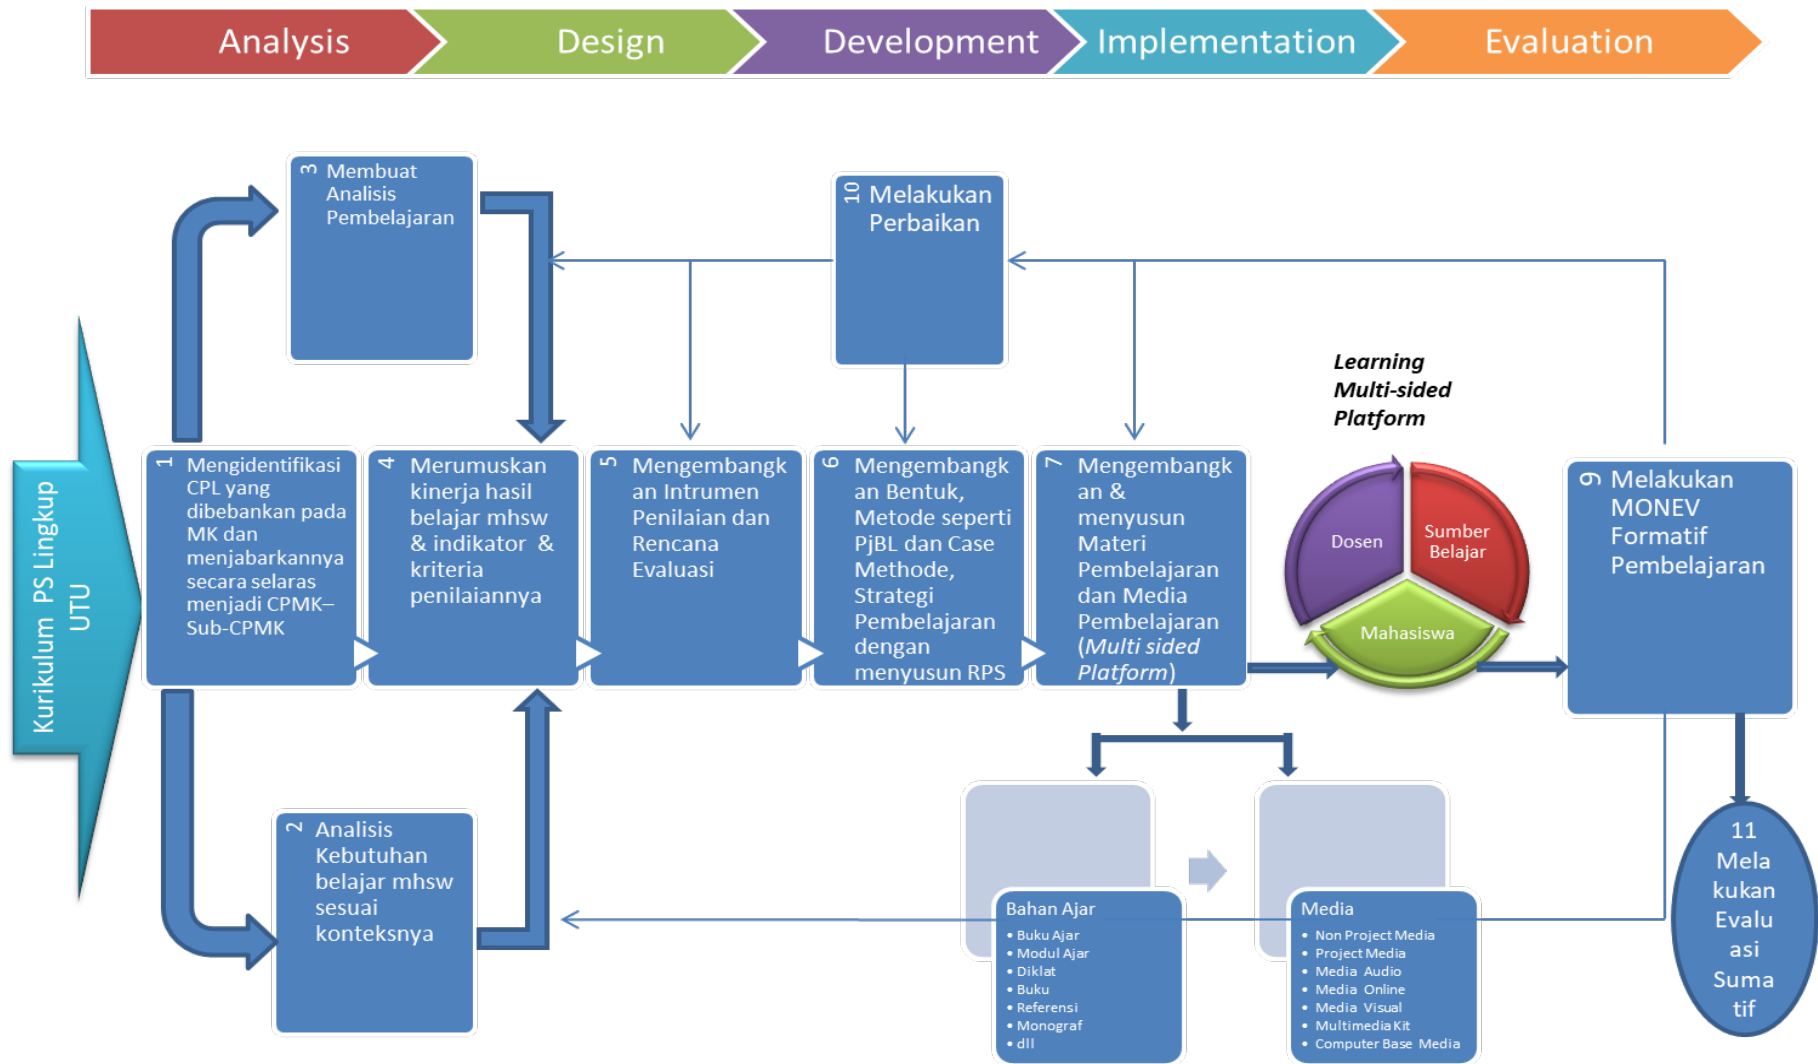 Analysis
Design
Development
Implementation
Evaluation
3
Membuat
Analisis
Pembelajaran
10
Melakukan
Perbaikan
Learning
Multi-sided
Platform
Kurikulum PS Lingkup
UTU
1
Mengidentifikasi
CPL yang
dibebankan pada
MK dan
menjabarkannya
secara selaras
menjadi CPMK–
Sub-CPMK
4
Merumuskan
kinerja hasil
belajar mhsw
& indikator &
kriteria
penilaiannya
5
Mengembangk
an Intrumen
Penilaian dan
Rencana
Evaluasi
6
Mengembangk
an Bentuk,
Metode seperti
PjBL dan Case
Methode,
Strategi
Pembelajaran
dengan
menyusun RPS
7
Mengembangk
an &
menyusun
Materi
Pembelajaran
dan Media
Pembelajaran
(Multi sided
Platform)
Dosen
Sumber
Belajar
Mahasiswa
9
Melakukan
MONEV
Formatif
Pembelajaran
2
Analisis
Kebutuhan
belajar mhsw
sesuai
konteksnya
Bahan Ajar
• Buku Ajar
• Modul Ajar
• Diklat
• Buku
• Referensi
• Monograf
• dll
Media
• Non Project Media
• Project Media
• Media Audio
• Media Online
• Media Visual
• Multimedia Kit
• Computer Base Media
11
Mela
kukan
Evalu
asi
Suma
tif